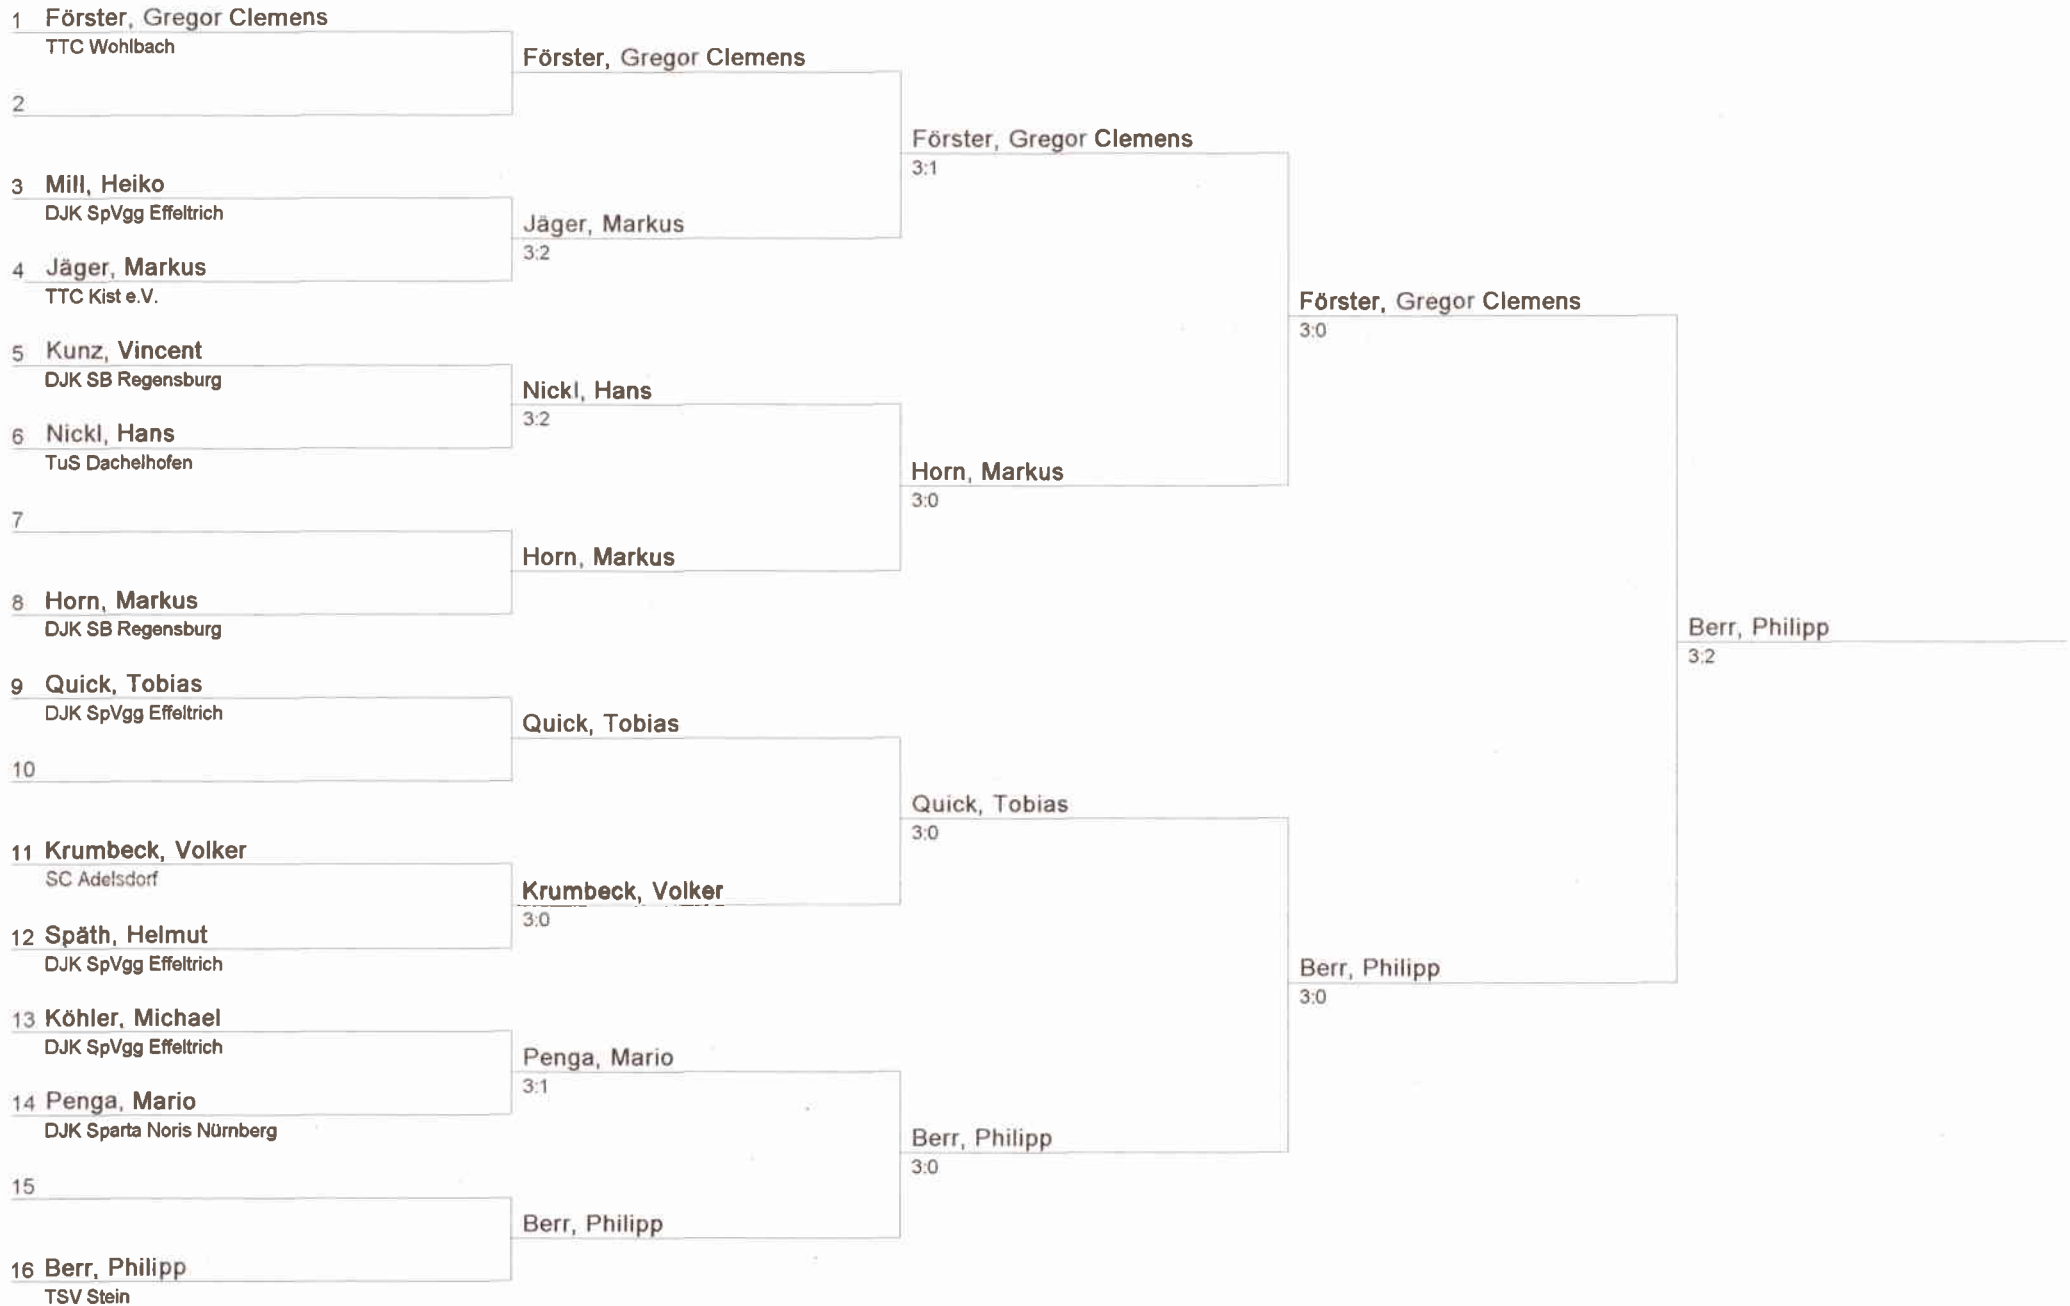 1 Förster, Gregor Clemens
TTC Wohlbach
2
3 Mill, Heiko
DJK SpVgg Effeltrich
4 Jäger, Markus
TTC Kist e.V.
5 Kunz, Vincent
DJK SB Regensburg
6 Nickl, Hans
TuS Dachelhofen
7
8 Horn, Markus
DJK SB Regensburg
9 Quick, Tobias
DJK SpVgg Effeltrich
10
11 Krumbeck, Volker
SC Adelsdorf
12 Späth, Helmut
DJK SpVgg Effeltrich
13 Köhler, Michael
DJK SpVgg Effeltrich
14 Penga, Mario
DJK Sparta Noris Nürnberg
15
16 Berr, Philipp
TSV Stein
Förster, Gregor Clemens
Jäger, Markus
3:2
Nickl, Hans
3:2
Horn, Markus
Quick, Tobias
Krumbeck, Volker
3:0
Penga, Mario
3:1
Berr, Philipp
Förster, Gregor Clemens
3:1
Horn, Markus
3:0
Quick, Tobias
3:0
Berr, Philipp
3:0
Förster, Gregor Clemens
3:0
Berr, Philipp
3:0
Berr, Philipp
3:2